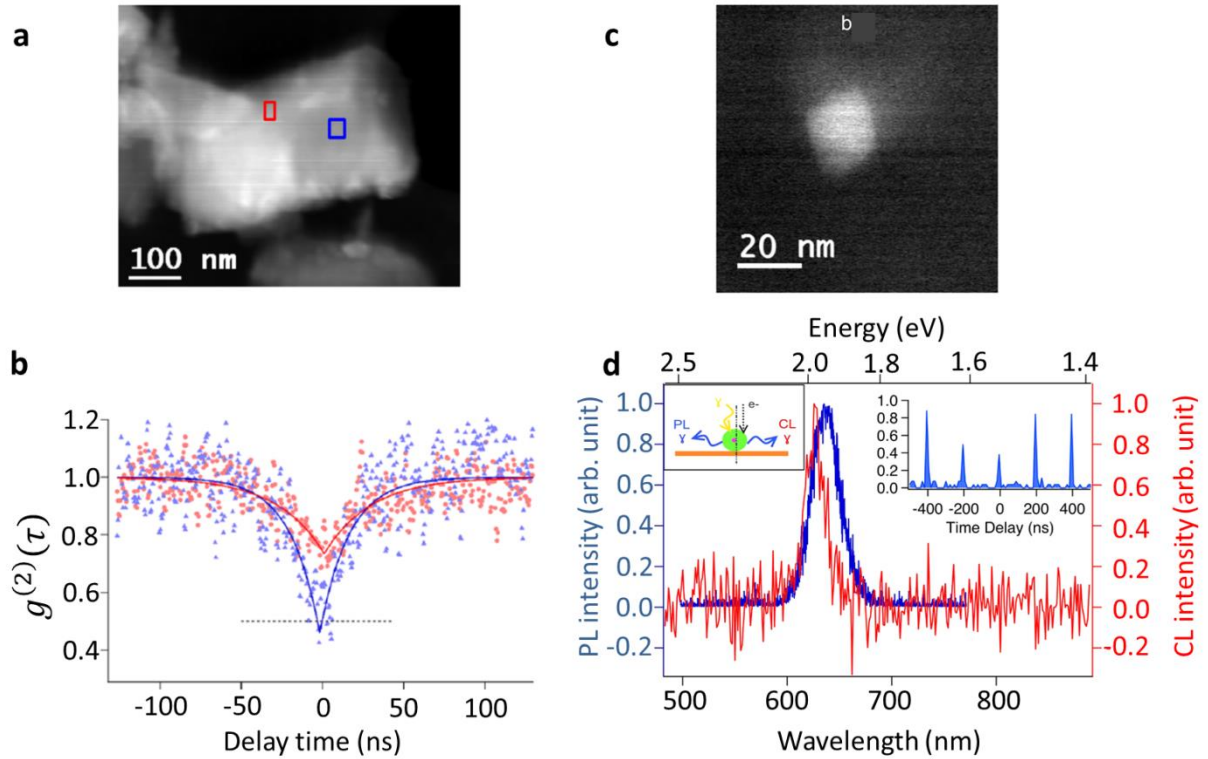 a
100 nm
c
b
20 nm
b
g(2)(τ)
1.2
1.0
0.8
0.6
0.4
-100
-50
0
50
100
Delay time (ns)
d
Energy (eV)
2.5
2.0
1.8
1.6
1.4
PL intensity (arb. unit)
1.0
0.8
0.6
0.4
0.2
0.0
-0.2
γ
e-
PL
CL
γ
γ
1.0
0.8
0.6
0.4
0.2
0.0
-400
-200
0
200
400
Time Delay (ns)
1.0
0.8
0.6
0.4
0.2
0.0
-0.2
CL intensity (arb. unit)
500
600
700
800
Wavelength (nm)